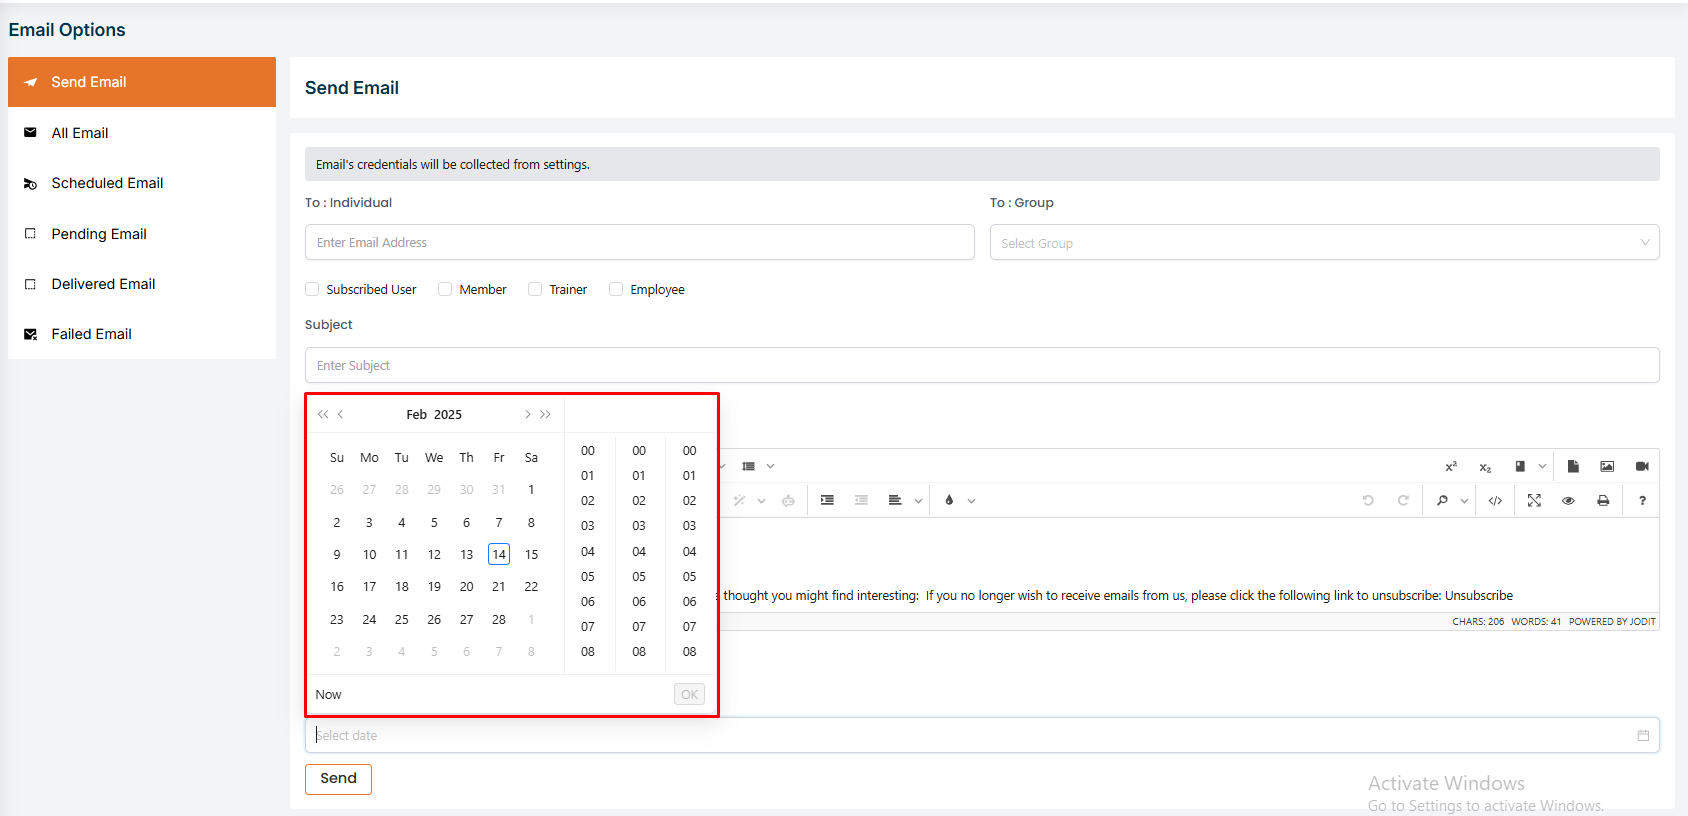 Email Options
Send Email
All Email
Scheduled Email
Pending Email
Delivered Email
Failed Email
Send Email
Email's credentials will be collected from settings.
To : Individual
To : Group
Enter Email Address
Select Group
Subscribed User Member Trainer Employee
Subject
Enter Subject
Feb 2025
Su Mo Tu We Th Fr Sa
26 27 28 29 30 31 1
2 3 4 5 6 7 8
9 10 11 12 13 14 15
16 17 18 19 20 21 22
23 24 25 26 27 28 1
2 3 4 5 6 7 8
00 00 00
01 01 01
02 02 02
03 03 03
04 04 04
05 05 05
06 06 06
07 07 07
08 08 08
Now OK
x² x₂
</> ?
thought you might find interesting: If you no longer wish to receive emails from us, please click the following link to unsubscribe: Unsubscribe
CHARS: 206 WORDS: 41 POWERED BY JODIT
Select date
Send
Activate Windows
Go to Settings to activate Windows.